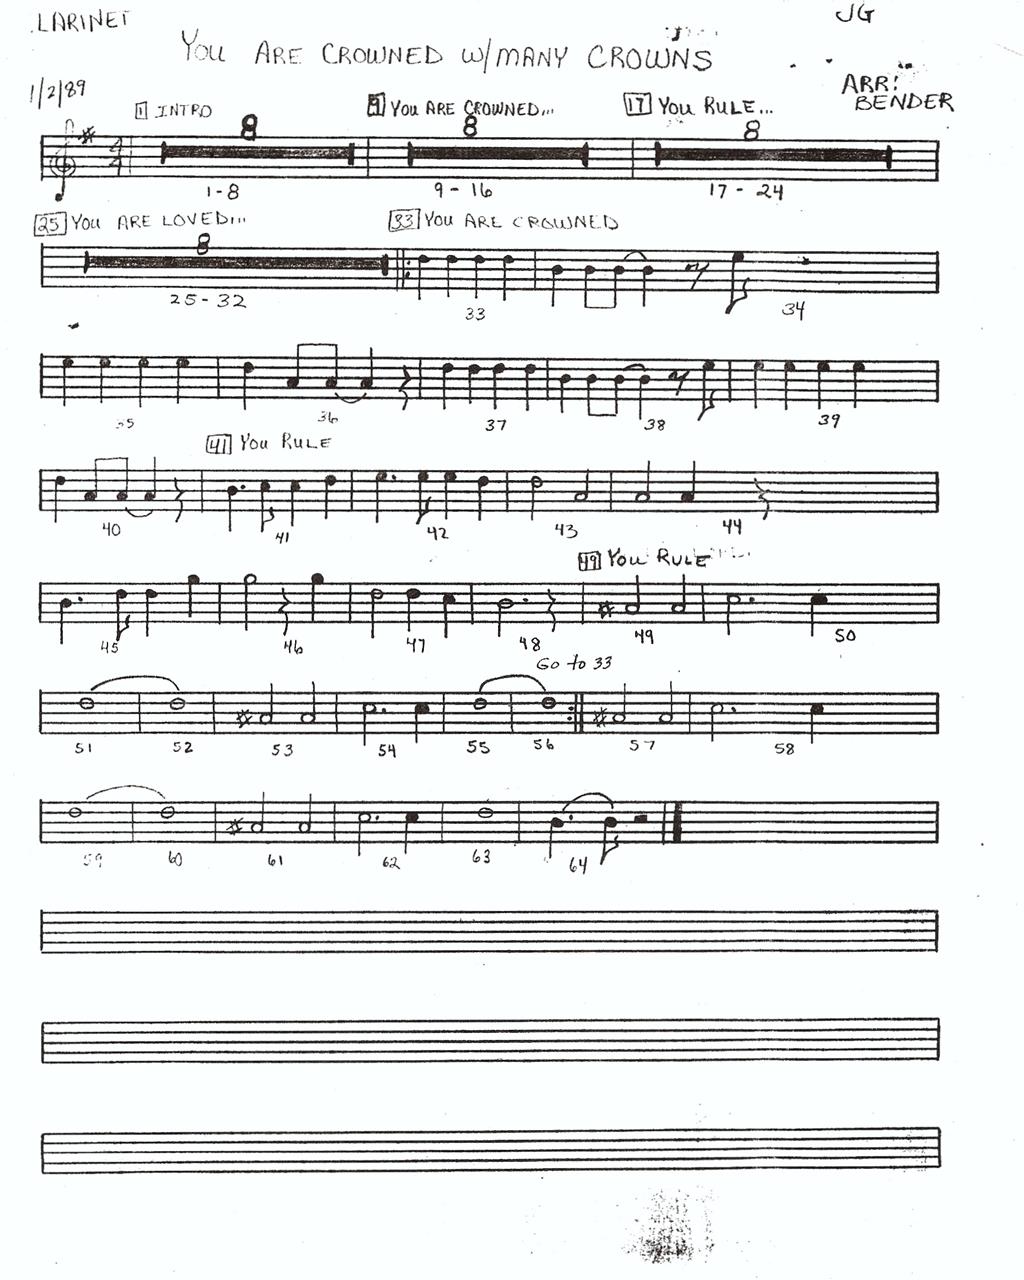 LARINET
JG
YOU ARE CROWNED W/MANY CROWNS
1/2/89
ARR:
BENDER
1 INTRO 9 YOU ARE CROWNED... 17 YOU RULE...
8 8 8
1-8 9-16 17-24
25 YOU ARE LOVED... 33 YOU ARE CROWNED
8
25-32 33 34
35 36 37 38 39
41 YOU RULE
40 41 42 43 44
49 YOU RULE
45 46 47 48 49 50
GO TO 33
51 52 53 54 55 56 57 58
59 60 61 62 63 64